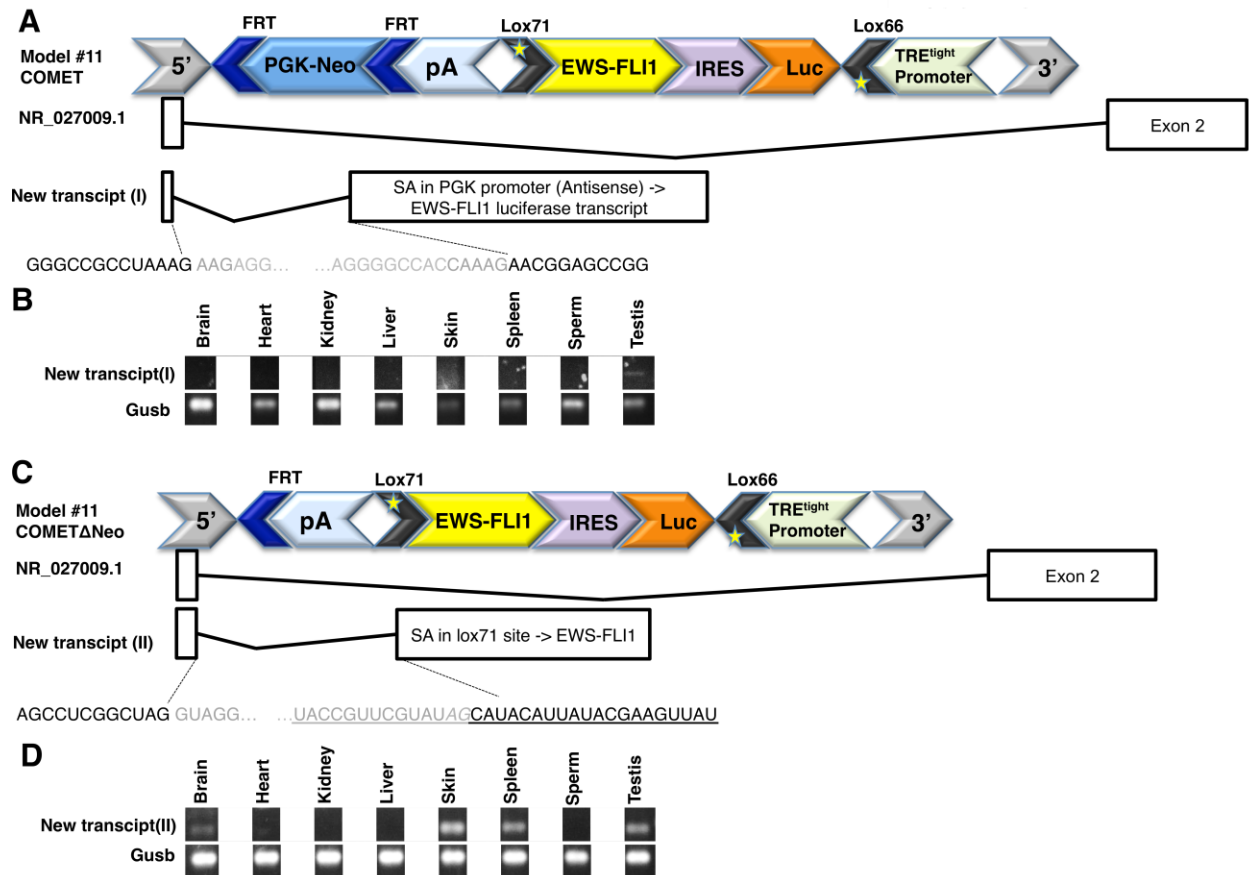 A
FRT
FRT
Lox71
Lox66
Model #11
COMET
5’
PGK-Neo
pA
EWS-FLI1
IRES
Luc
TREtight
Promoter
3’
NR_027009.1
Exon 2
New transcipt (I)
SA in PGK promoter (Antisense) ->
EWS-FLI1 luciferase transcript
GGGCCGCCUAAAG AAGAGG... ...AGGGGCCACCAAAGAACGGAGCCGG
B
Brain
Heart
Kidney
Liver
Skin
Spleen
Sperm
Testis
New transcipt(I)
Gusb
C
FRT
Lox71
Lox66
Model #11
COMETΔNeo
5’
pA
EWS-FLI1
IRES
Luc
TREtight
Promoter
3’
NR_027009.1
Exon 2
New transcipt (II)
SA in lox71 site -> EWS-FLI1
AGCCUCGGCUAG GUAGG... ...UACCGUUCGUAUAGCAUACAUUAUACGAAGUUAU
D
Brain
Heart
Kidney
Liver
Skin
Spleen
Sperm
Testis
New transcipt(II)
Gusb